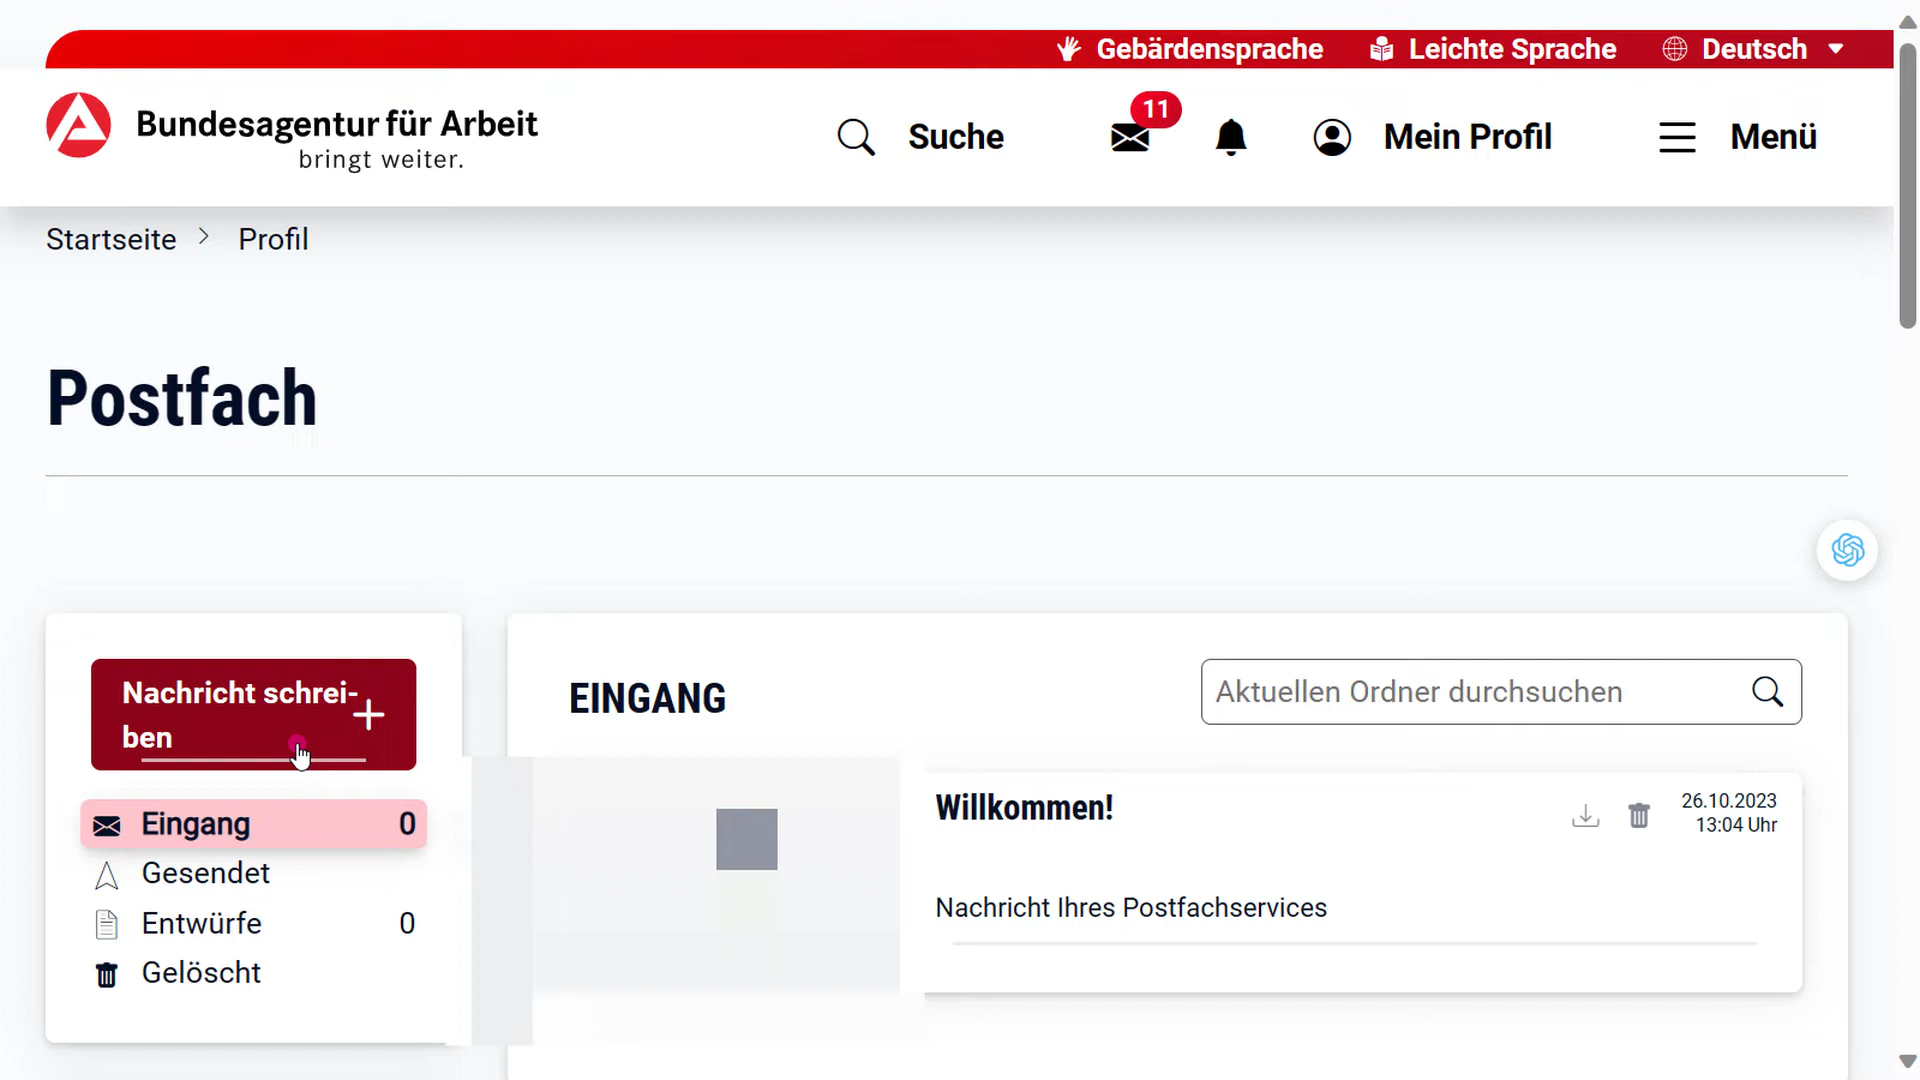 Gebärdensprache
Leichte Sprache
Deutsch
Bundesagentur für Arbeit
bringt weiter.
Suche
11
Mein Profil
Menü
Startseite
Profil
Postfach
Nachricht schrei-
ben
Eingang 0
Gesendet
Entwürfe 0
Gelöscht
EINGANG
Aktuellen Ordner durchsuchen
Willkommen!
26.10.2023
13:04 Uhr
Nachricht Ihres Postfachservices